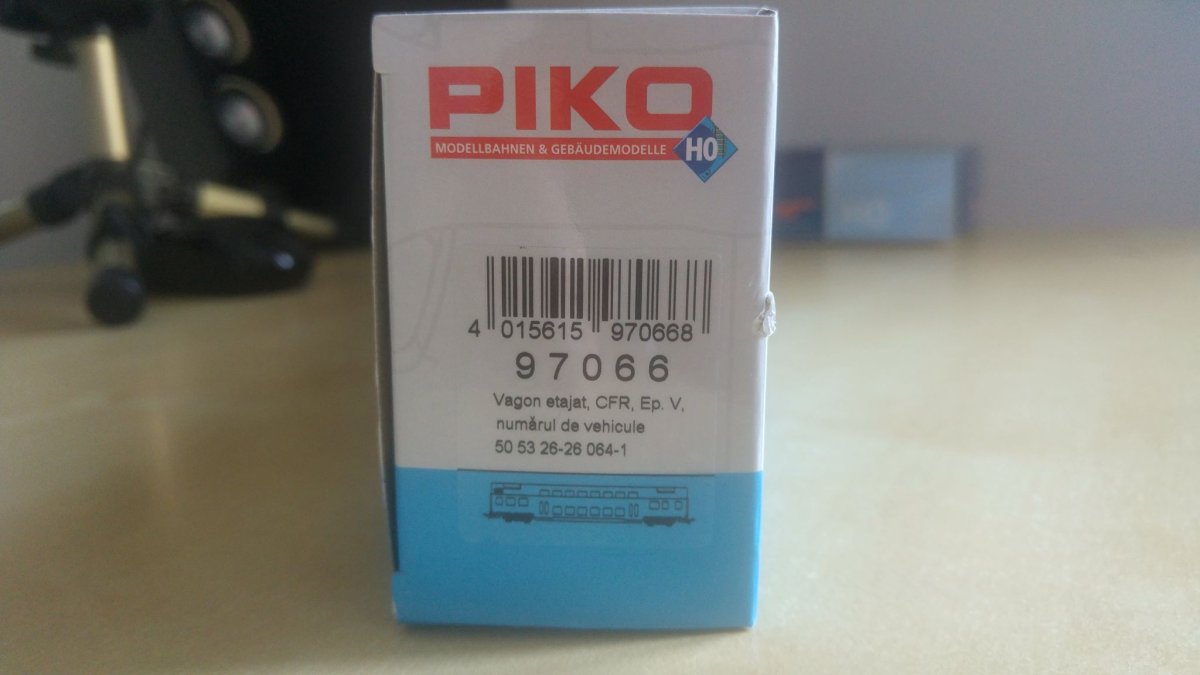 PIKO
MODELLBAHNEN & GEBÄUDEMODELLE
H0
4 015615 970668
97066
Vagon etajat, CFR, Ep. V,
numărul de vehicule
50 53 26-26 064-1